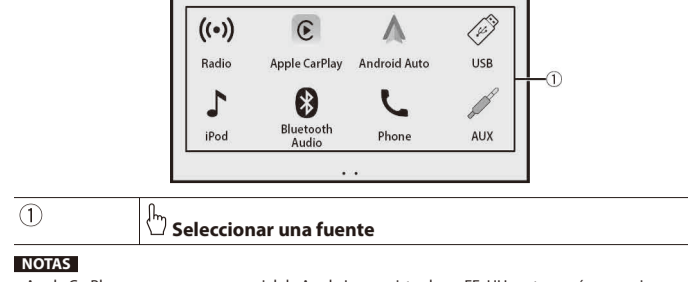 Radio Apple CarPlay Android Auto USB
①
iPod Bluetooth Audio Phone AUX
① Seleccionar una fuente
NOTAS